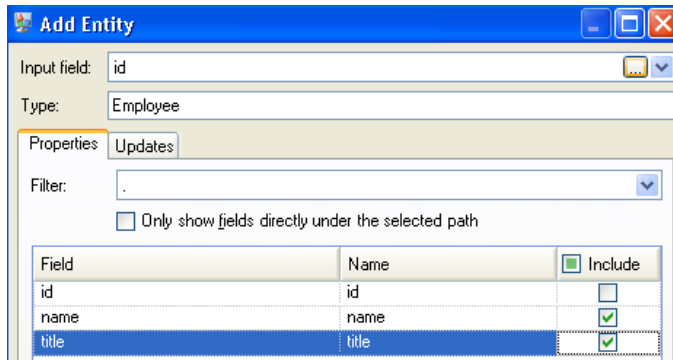 Add Entity
Input field: id ...
Type: Employee
Properties Updates
Filter: .
Only show fields directly under the selected path
Field Name Include
id id
name name
title title